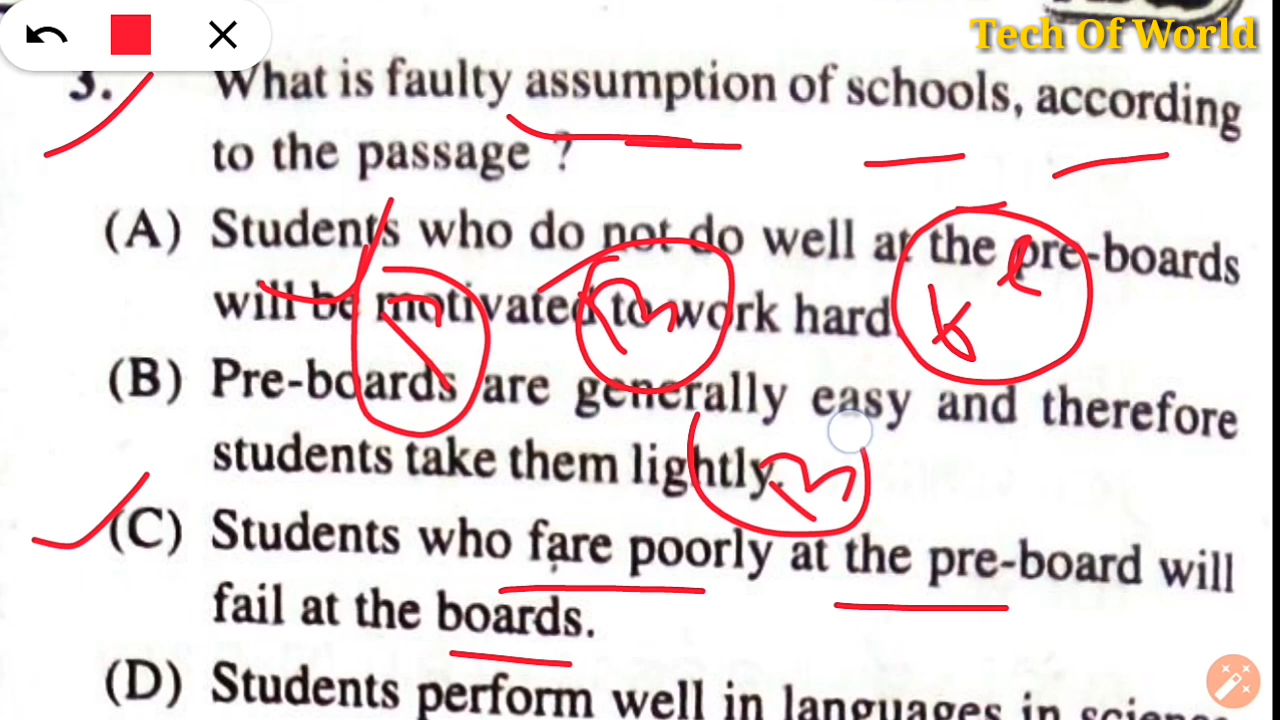 Tech Of World
3. What is faulty assumption of schools, according
to the passage ?
(A) Students who do not do well at the pre-boards
will be motivated to work hard
(B) Pre-boards are generally easy and therefore
students take them lightly.
(C) Students who fare poorly at the pre-board will
fail at the boards.
(D) Students perform well in languages in